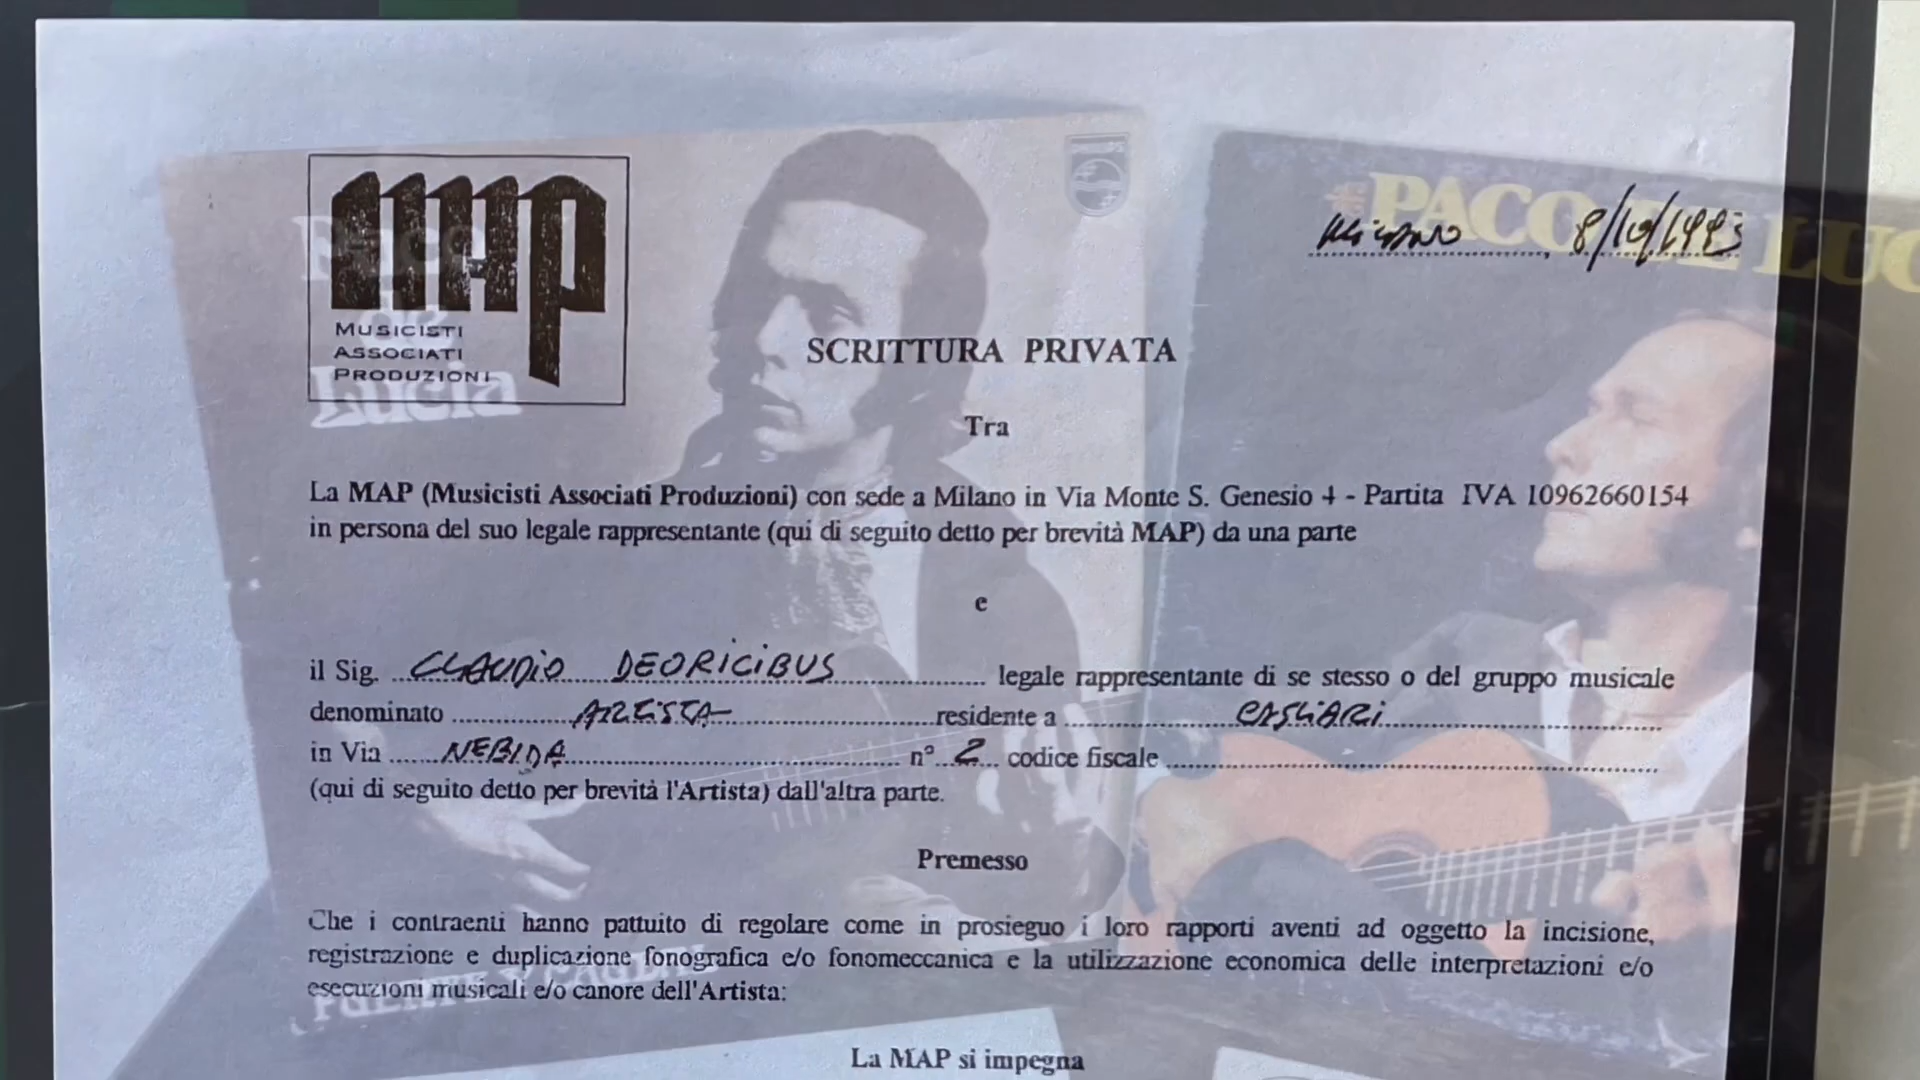 MAP
MUSICISTI
ASSOCIATI
PRODUZIONI
Paco
de
Lucia
PHILIPS
PACO DE LUC
Milano, 8/10/1993
SCRITTURA PRIVATA
Tra
La MAP (Musicisti Associati Produzioni) con sede a Milano in Via Monte S. Genesio 4 - Partita IVA 10962660154
in persona del suo legale rappresentante (qui di seguito detto per brevità MAP) da una parte
e
il Sig. CLAUDIO DEORICIBUS legale rappresentante di se stesso o del gruppo musicale
denominato ARTISTA residente a CAGLIARI
in Via NEBIDA n° 2 codice fiscale
(qui di seguito detto per brevità l'Artista) dall'altra parte.
Premesso
Che i contraenti hanno pattuito di regolare come in prosieguo i loro rapporti aventi ad oggetto la incisione,
registrazione e duplicazione fonografica e/o fonomeccanica e la utilizzazione economica delle interpretazioni e/o
esecuzioni musicali e/o canore dell'Artista:
FUENTE Y CAUDAL
La MAP si impegna